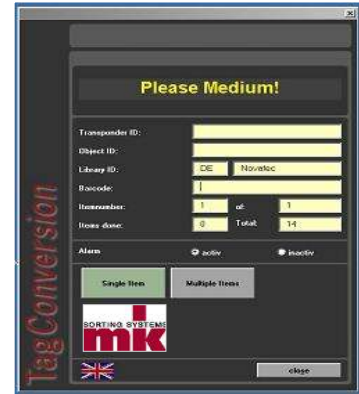 Please Medium!
Transponder ID:
Object ID:
Library ID: DE Novatec
Barcode:
Itemnumber: 1 of: 1
Items done: 0 Total: 14
Alarm activ inactiv
Single Item Multiple Items
SORTING SYSTEMS
mk
close
TagConversion